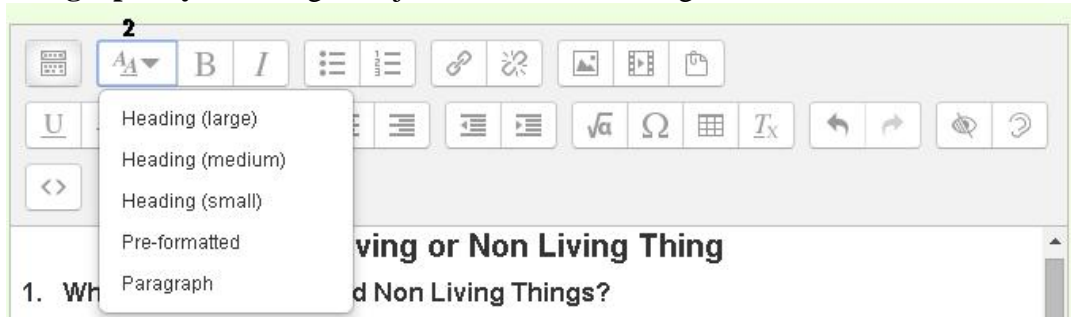 2
B I
U √α Ω Tx
Heading (large)
Heading (medium)
Heading (small)
Pre-formatted
Paragraph
ving or Non Living Thing
1. Wh d Non Living Things?